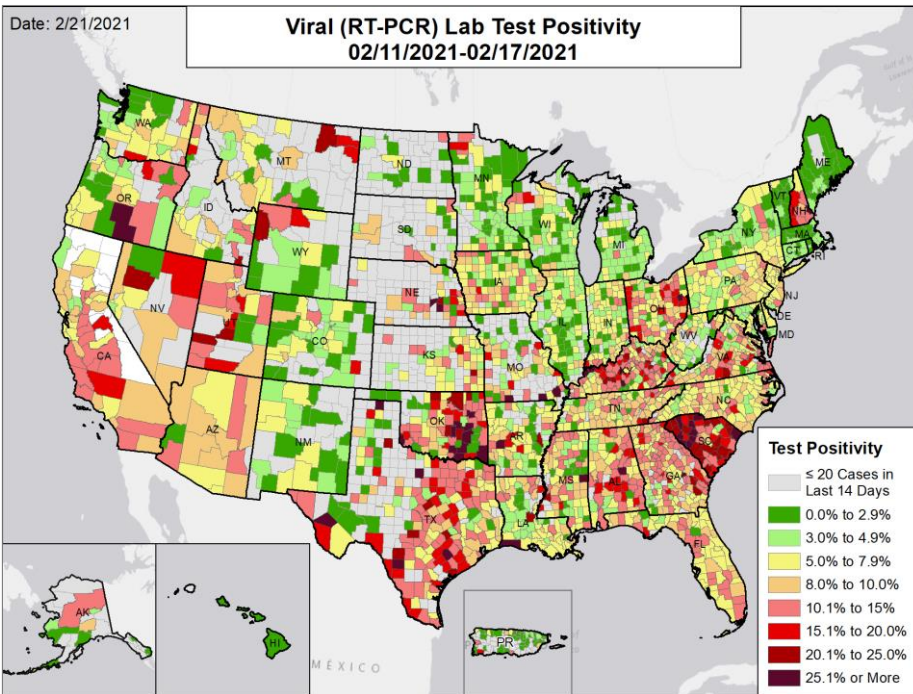 Date: 2/21/2021
Viral (RT-PCR) Lab Test Positivity
02/11/2021-02/17/2021
WA
MT
ND
MN
ME
OR
ID
SD
WI
MI
VT
NH
NY
MA
CT
RI
WY
IA
NE
PA
NJ
NV
UT
CO
IL
IN
OH
DE
MD
WV
VA
CA
KS
MO
KY
NC
TN
AZ
NM
OK
AR
SC
MS
AL
GA
TX
LA
FL
AK
HI
PR
MÉXICO
Test Positivity
≤ 20 Cases in
Last 14 Days
0.0% to 2.9%
3.0% to 4.9%
5.0% to 7.9%
8.0% to 10.0%
10.1% to 15%
15.1% to 20.0%
20.1% to 25.0%
25.1% or More